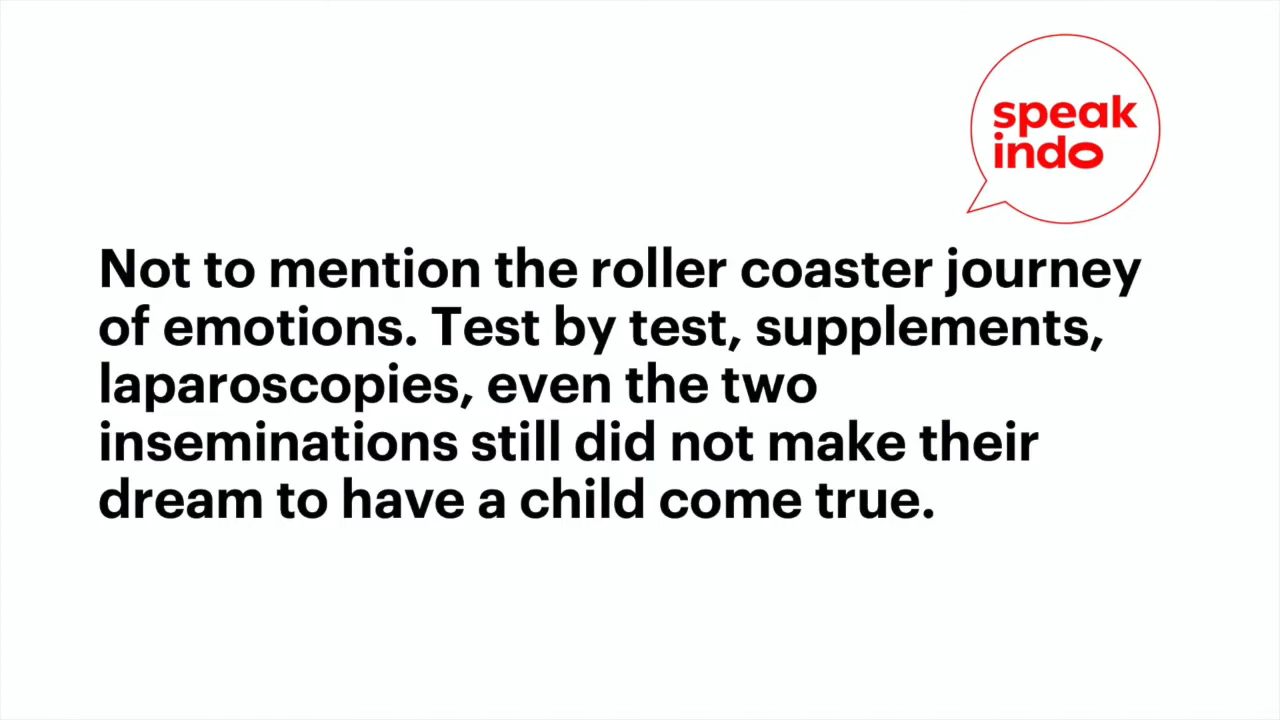 speak
indo
Not to mention the roller coaster journey
of emotions. Test by test, supplements,
laparoscopies, even the two
inseminations still did not make their
dream to have a child come true.